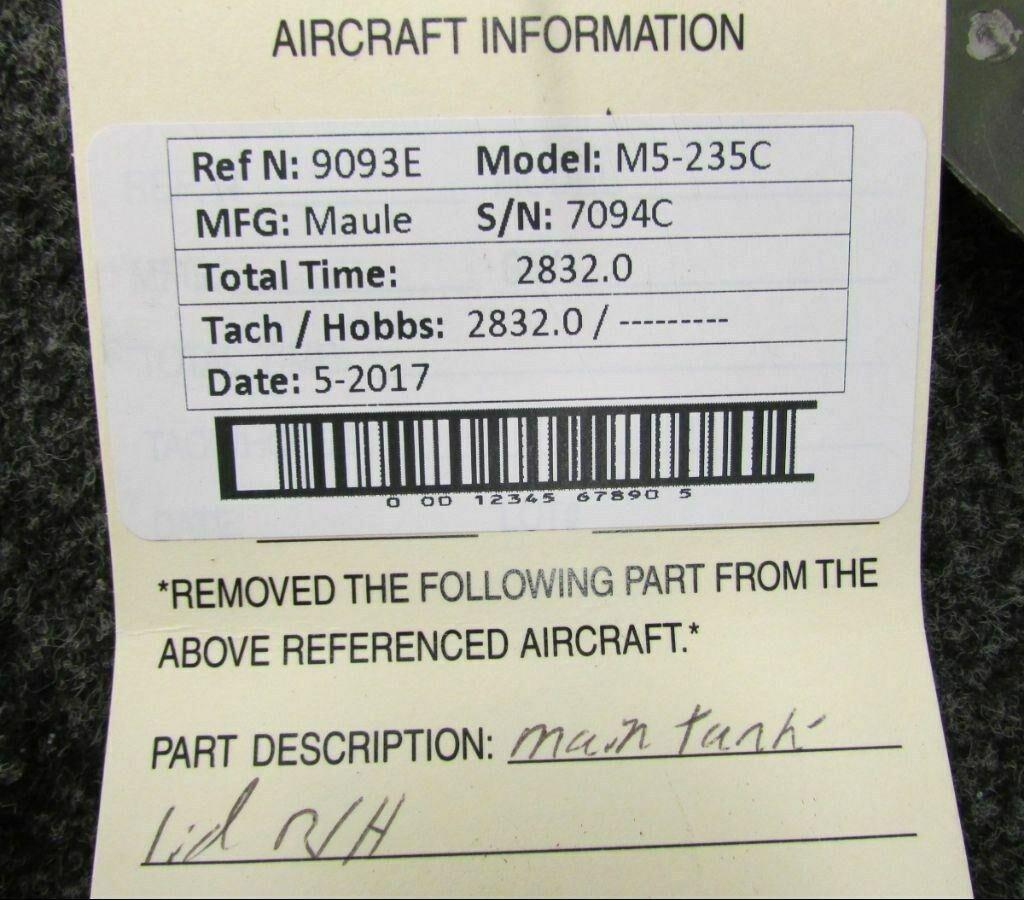 AIRCRAFT INFORMATION
Ref N: 9093E Model: M5-235C
MFG: Maule S/N: 7094C
Total Time: 2832.0
Tach / Hobbs: 2832.0 / ---------
Date: 5-2017
0 00 12345 67890 5
*REMOVED THE FOLLOWING PART FROM THE
ABOVE REFERENCED AIRCRAFT.*
PART DESCRIPTION: main tank
lid R/H